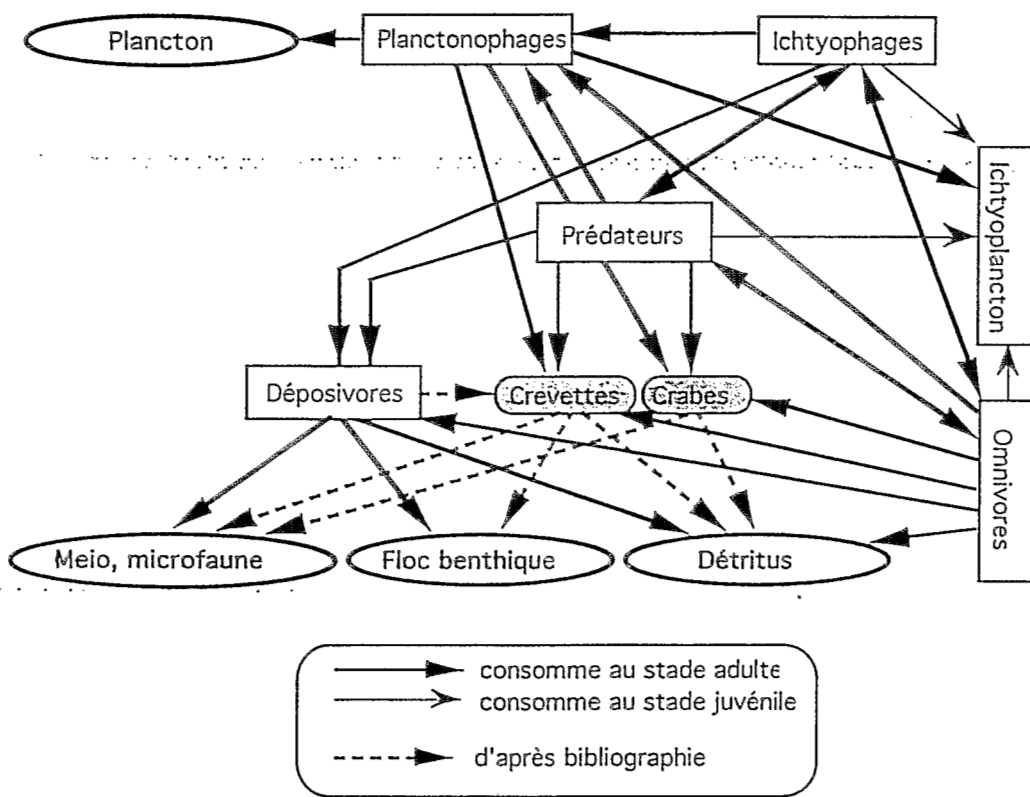 Plancton
Planctonophages
Ichtyophages
Ichtyoplancton
Prédateurs
Déposivores
Crevettes
Crabes
Omnivores
Meio, microfaune
Floc benthique
Détritus
consomme au stade adulte
consomme au stade juvénile
d'après bibliographie